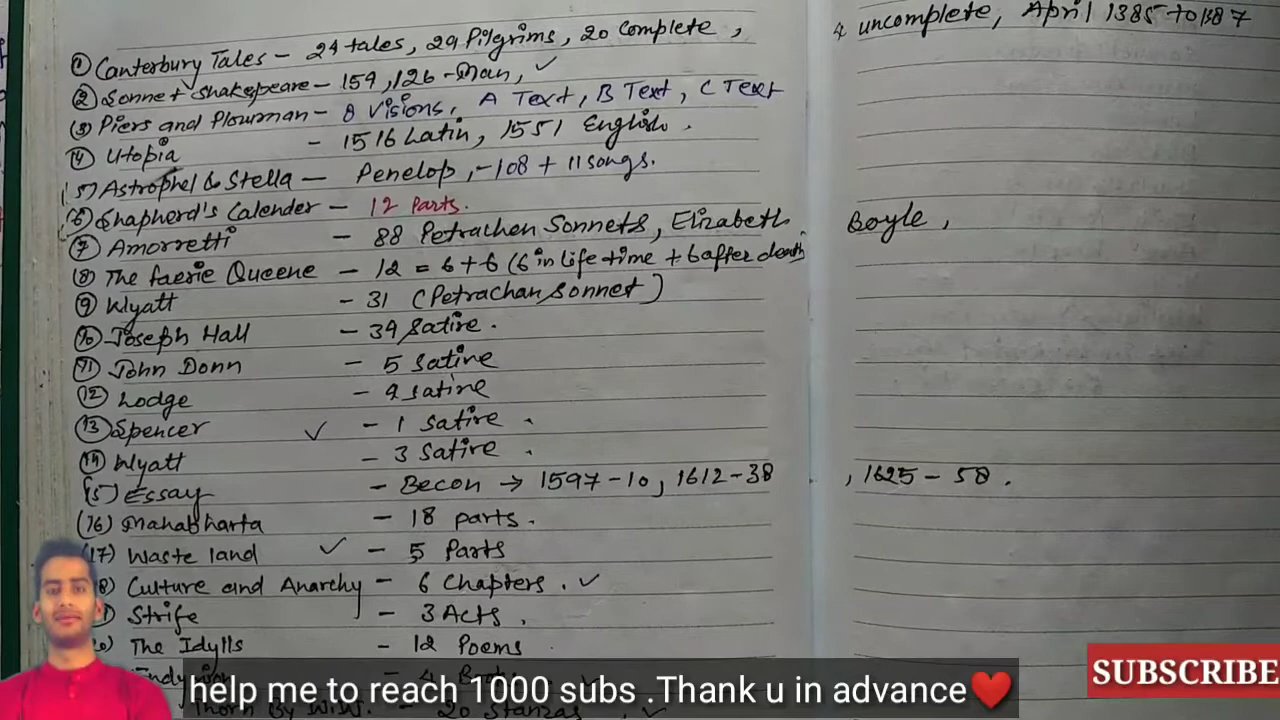 ① Canterbury Tales - 24 tales, 29 Pilgrims, 20 Complete, 4 uncomplete, April 1385 to 1387
② Sonnet Shakespeare - 154, 126 - Man, ✓
(3) Piers and Plowman - 8 Visions, A Text, B Text, C Text
(4) Utopia - 1516 Latin, 1551 English.
(5) Astrophel & Stella - Penelop, - 108 + 11 songs.
(6) Shapherd's Calender - 12 Parts.
⑦ Amorretti - 88 Petrachen Sonnets, Elizabeth Boyle,
⑧ The faerie Queene - 12 = 6 + 6 (6 in life time + 6 after death
⑨ Wyatt - 31 (Petrachan sonnet)
⑩ Joseph Hall - 34 Satire.
⑪ John Donn - 5 Satire
⑫ Lodge - 4 satire
⑬ Spencer ✓ - 1 Satire.
⑭ Wyatt - 3 Satire.
(15) Essay - Becon → 1597-10, 1612-38, 1625 - 58.
(16) Mahabharta - 18 parts.
(17) Waste land ✓ - 5 Parts
8) Culture and Anarchy - 6 Chapters. ✓
) Strife - 3 Acts.
) The Idylls - 12 Poems
- 4
By W.W. - 20 Stanzas, ✓
help me to reach 1000 subs .Thank u in advance❤️
SUBSCRIBE